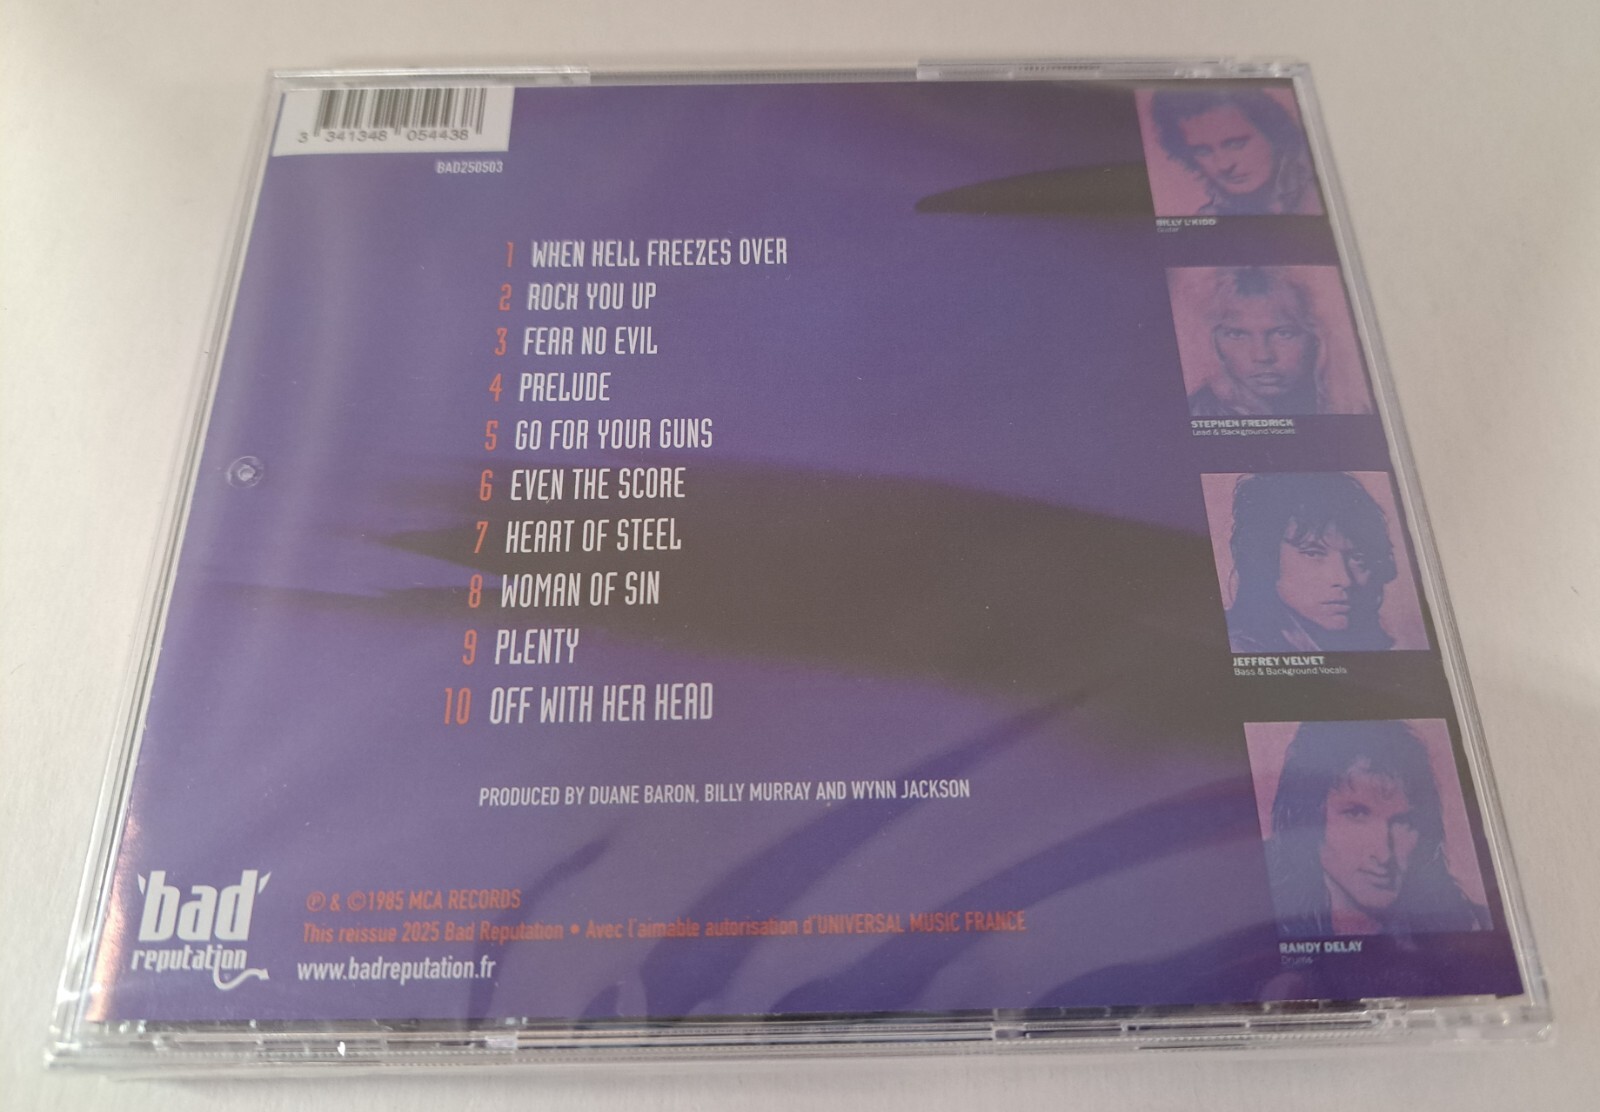 3 341348 054438
BAD250503
1 WHEN HELL FREEZES OVER
2 ROCK YOU UP
3 FEAR NO EVIL
4 PRELUDE
5 GO FOR YOUR GUNS
6 EVEN THE SCORE
7 HEART OF STEEL
8 WOMAN OF SIN
9 PLENTY
10 OFF WITH HER HEAD
PRODUCED BY DUANE BARON, BILLY MURRAY AND WYNN JACKSON
bad
reputation
℗ & ©1985 MCA RECORDS
This reissue 2025 Bad Reputation • Avec l'aimable autorisation d'UNIVERSAL MUSIC FRANCE
www.badreputation.fr
BILLY L'KIDD
Guitar
STEPHEN FREDRICK
Lead & Background Vocals
JEFFREY VELVET
Bass & Background Vocals
RANDY DELAY
Drums